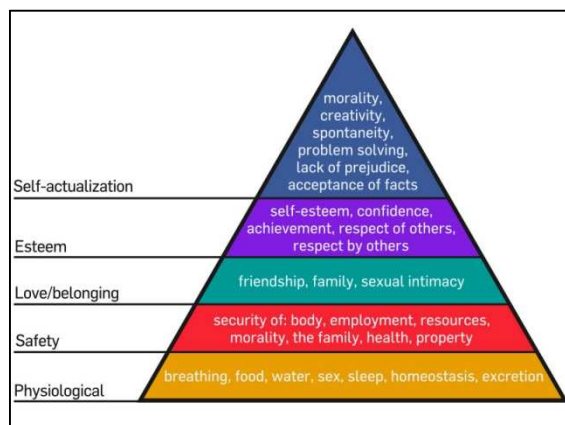 morality,
creativity,
spontaneity,
problem solving,
lack of prejudice,
acceptance of facts
Self-actualization
self-esteem, confidence,
achievement, respect of others,
respect by others
Esteem
friendship, family, sexual intimacy
Love/belonging
security of: body, employment, resources,
morality, the family, health, property
Safety
breathing, food, water, sex, sleep, homeostasis, excretion
Physiological